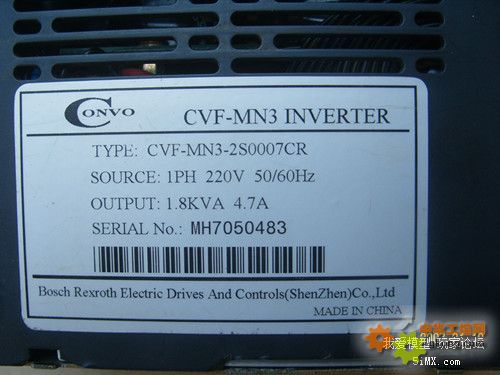 CONVO
CVF-MN3 INVERTER
TYPE: CVF-MN3-2S0007CR
SOURCE: 1PH 220V 50/60Hz
OUTPUT: 1.8KVA 4.7A
SERIAL No.: MH7050483
Bosch Rexroth Electric Drives And Controls(ShenZhen)Co.,Ltd
MADE IN CHINA
我爱模型 玩家论坛
5iMX.com